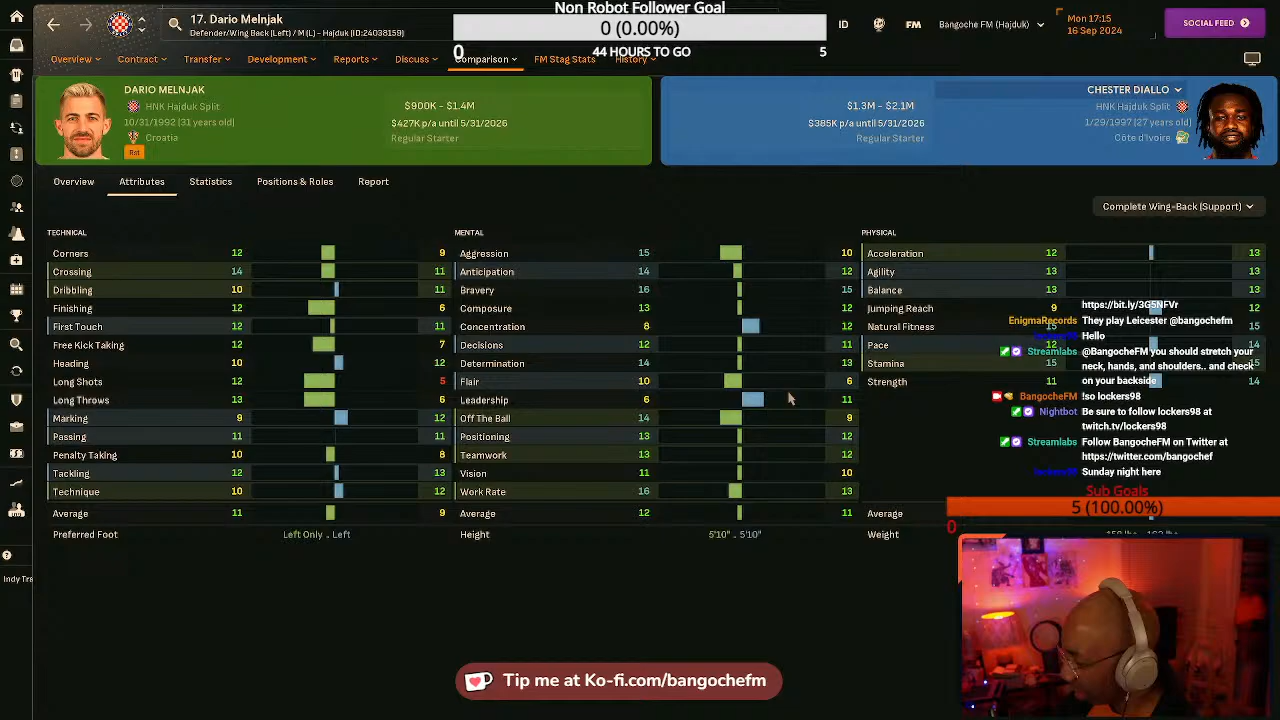 Non Robot Follower Goal
0 (0.00%)
0 44 HOURS TO GO 5
17. Dario Melnjak
Defender/Wing Back (Left) / M(L) - Hajduk (ID:24038159)
ID FM Bangoche FM (Hajduk)
Mon 17:15
16 Sep 2024
SOCIAL FEED
Overview Contract Transfer Development Reports Discuss Comparison FM Stag Stats History
DARIO MELNJAK
HNK Hajduk Split
10/31/1992 (31 years old)
Croatia
Rst
$900K - $1.4M
$427K p/a until 5/31/2026
Regular Starter
$1.3M - $2.1M
$385K p/a until 5/31/2026
Regular Starter
CHESTER DIALLO
HNK Hajduk Split
1/29/1997 (27 years old)
Côte d'Ivoire
Overview Attributes Statistics Positions & Roles Report
Complete Wing-Back (Support)
TECHNICAL
Corners 12 9
Crossing 14 11
Dribbling 10 11
Finishing 12 6
First Touch 12 11
Free Kick Taking 12 7
Heading 10 12
Long Shots 12 5
Long Throws 13 6
Marking 9 12
Passing 11 11
Penalty Taking 10 8
Tackling 12 13
Technique 10 12
Average 11 9
Preferred Foot Left Only - Left
MENTAL
Aggression 15 10
Anticipation 14 12
Bravery 16 15
Composure 13 12
Concentration 8 12
Decisions 12 11
Determination 14 13
Flair 10 6
Leadership 6 11
Off The Ball 14 9
Positioning 13 12
Teamwork 13 12
Vision 11 10
Work Rate 16 13
Average 12 11
Height 5'10" - 5'10"
PHYSICAL
Acceleration 12 13
Agility 13 13
Balance 13 13
Jumping Reach 9 12
Natural Fitness 15 15
Pace 12 14
Stamina 15 15
Strength 11 14
Average
Weight
https://bit.ly/3G5NFVr
EnigmaRecords They play Leicester @bangochefm
Hello
Streamlabs @BangocheFM you should stretch your
neck, hands, and shoulders.. and check
on your backside
BangocheFM !so lockers98
Nightbot Be sure to follow lockers98 at
twitch.tv/lockers98
Streamlabs Follow BangocheFM on Twitter at
https://twitter.com/bangochef
Sunday night here
Sub Goals
5 (100.00%)
0
Indy Tre
Tip me at Ko-fi.com/bangochefm